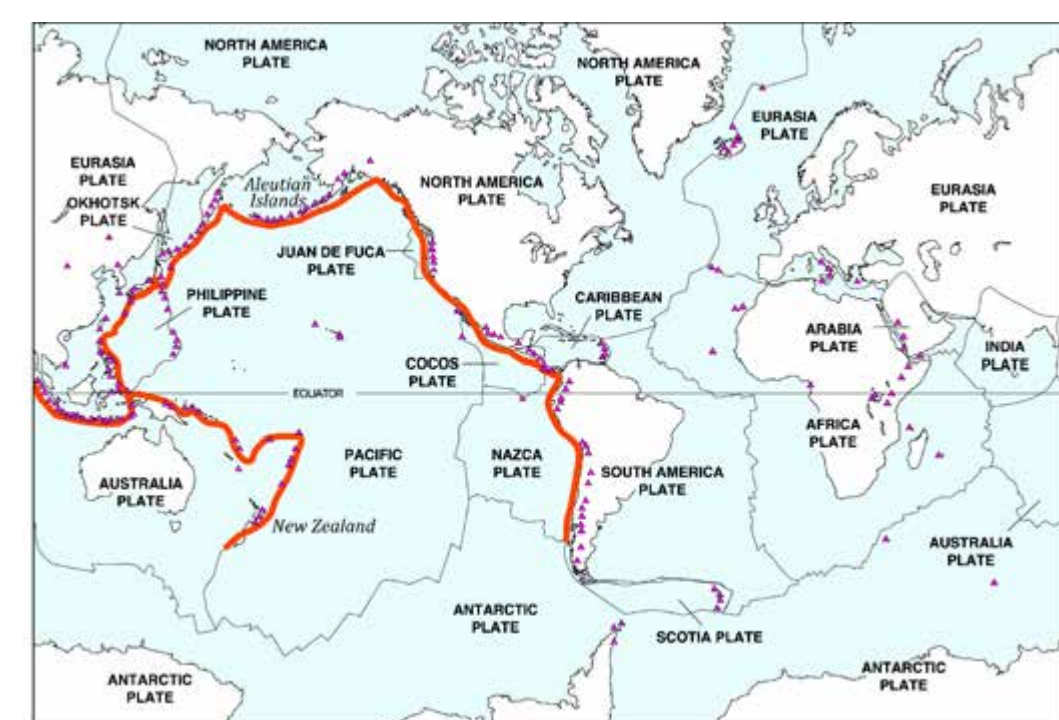 NORTH AMERICA
PLATE
NORTH AMERICA
PLATE
EURASIA
PLATE
EURASIA
PLATE
OKHOTSK
PLATE
Aleutian
Islands
NORTH AMERICA
PLATE
EURASIA
PLATE
JUAN DE FUCA
PLATE
PHILIPPINE
PLATE
CARIBBEAN
PLATE
ARABIA
PLATE
INDIA
PLATE
COCOS
PLATE
EQUATOR
AFRICA
PLATE
PACIFIC
PLATE
NAZCA
PLATE
SOUTH AMERICA
PLATE
AUSTRALIA
PLATE
New Zealand
AUSTRALIA
PLATE
ANTARCTIC
PLATE
SCOTIA PLATE
ANTARCTIC
PLATE
ANTARCTIC
PLATE